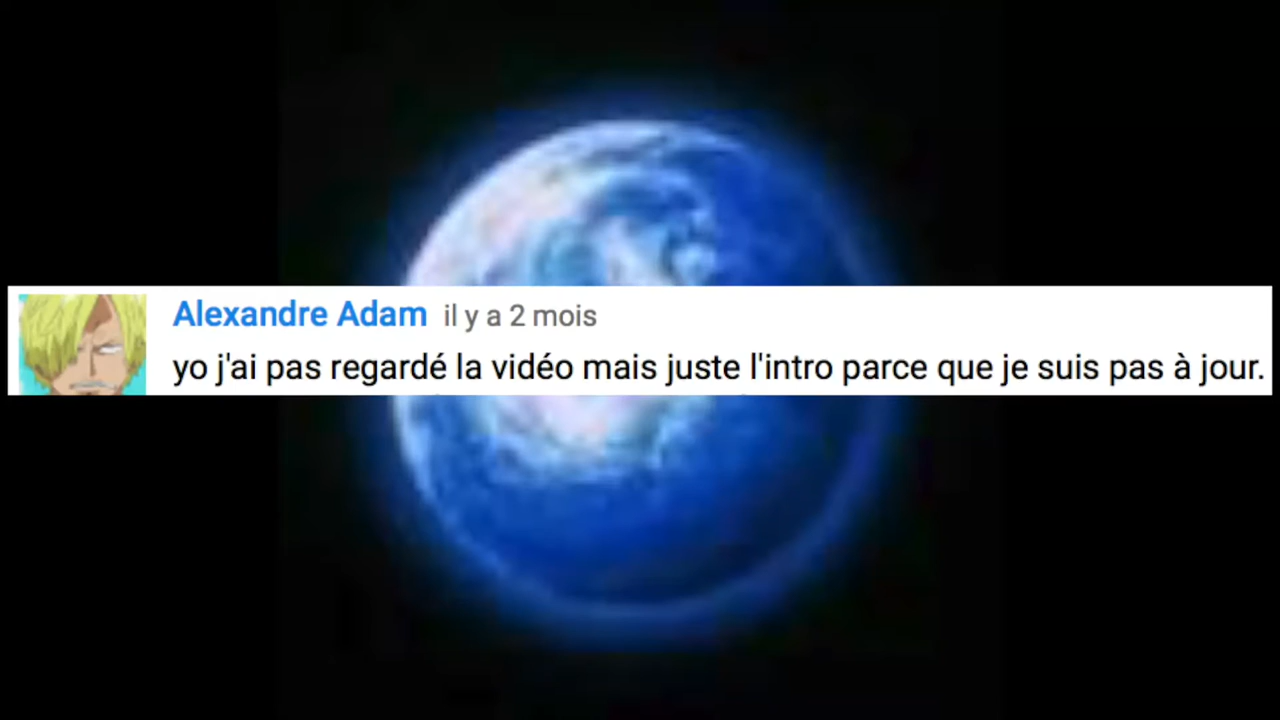 Alexandre Adam il y a 2 mois
yo j'ai pas regardé la vidéo mais juste l'intro parce que je suis pas à jour.